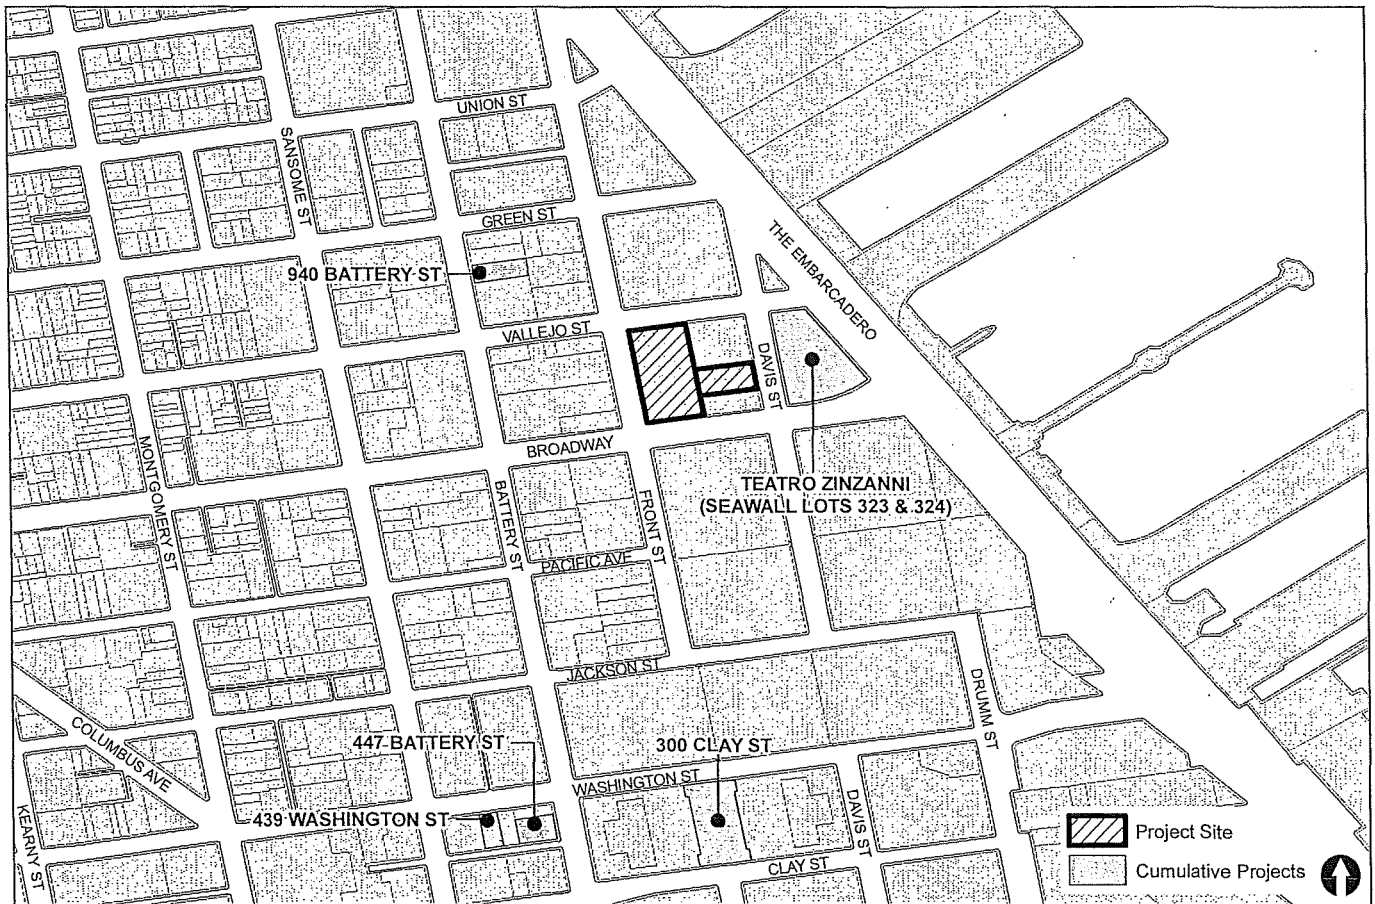 UNION ST
SANSOME ST
GREEN ST
THE EMBARCADERO
940 BATTERY ST
VALLEJO ST
DAVIS ST
BROADWAY
MONTGOMERY ST
BATTERY ST
FRONT ST
TEATRO ZINZANNI
(SEAWALL LOTS 323 & 324)
PACIFIC AVE
JACKSON ST
DRUMM ST
COLUMBUS AVE
447 BATTERY ST
300 CLAY ST
WASHINGTON ST
439 WASHINGTON ST
KEARNY ST
DAVIS ST
CLAY ST
Project Site
Cumulative Projects